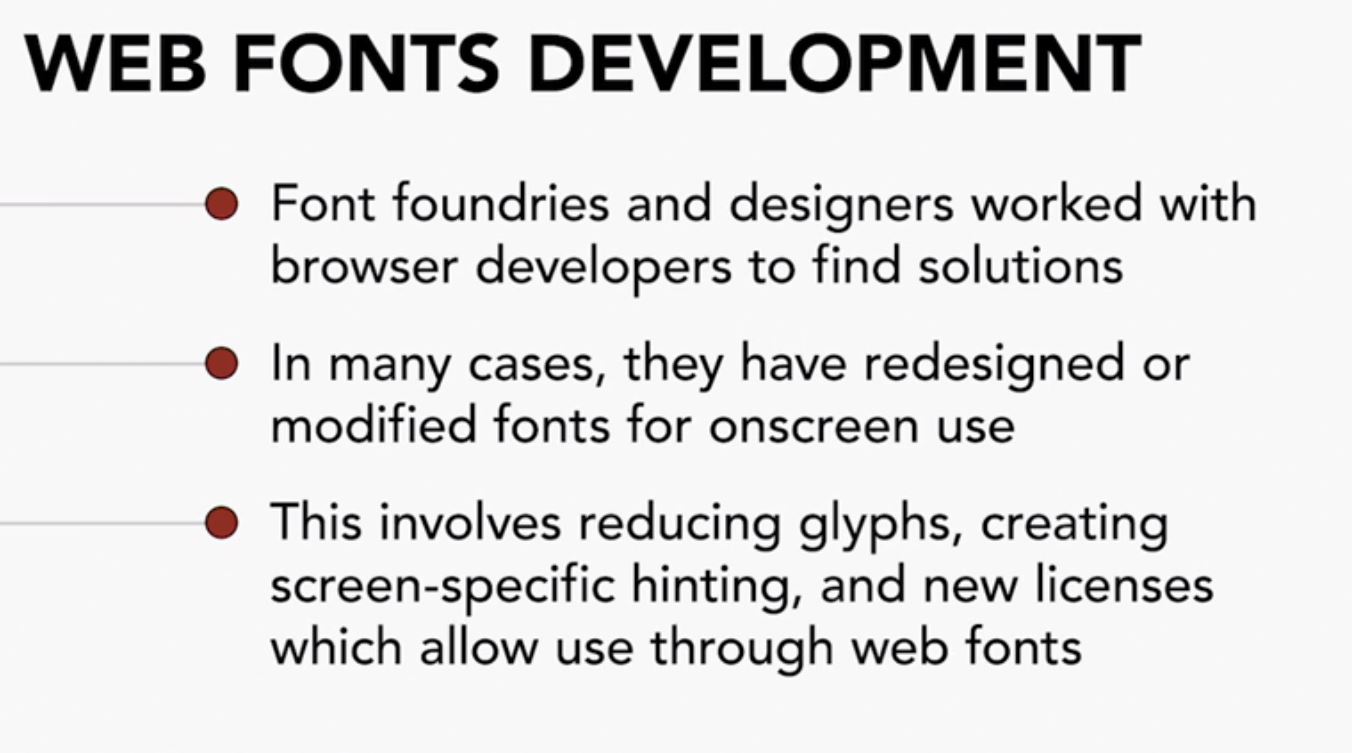 WEB FONTS DEVELOPMENT
Font foundries and designers worked with
browser developers to find solutions
In many cases, they have redesigned or
modified fonts for onscreen use
This involves reducing glyphs, creating
screen-specific hinting, and new licenses
which allow use through web fonts